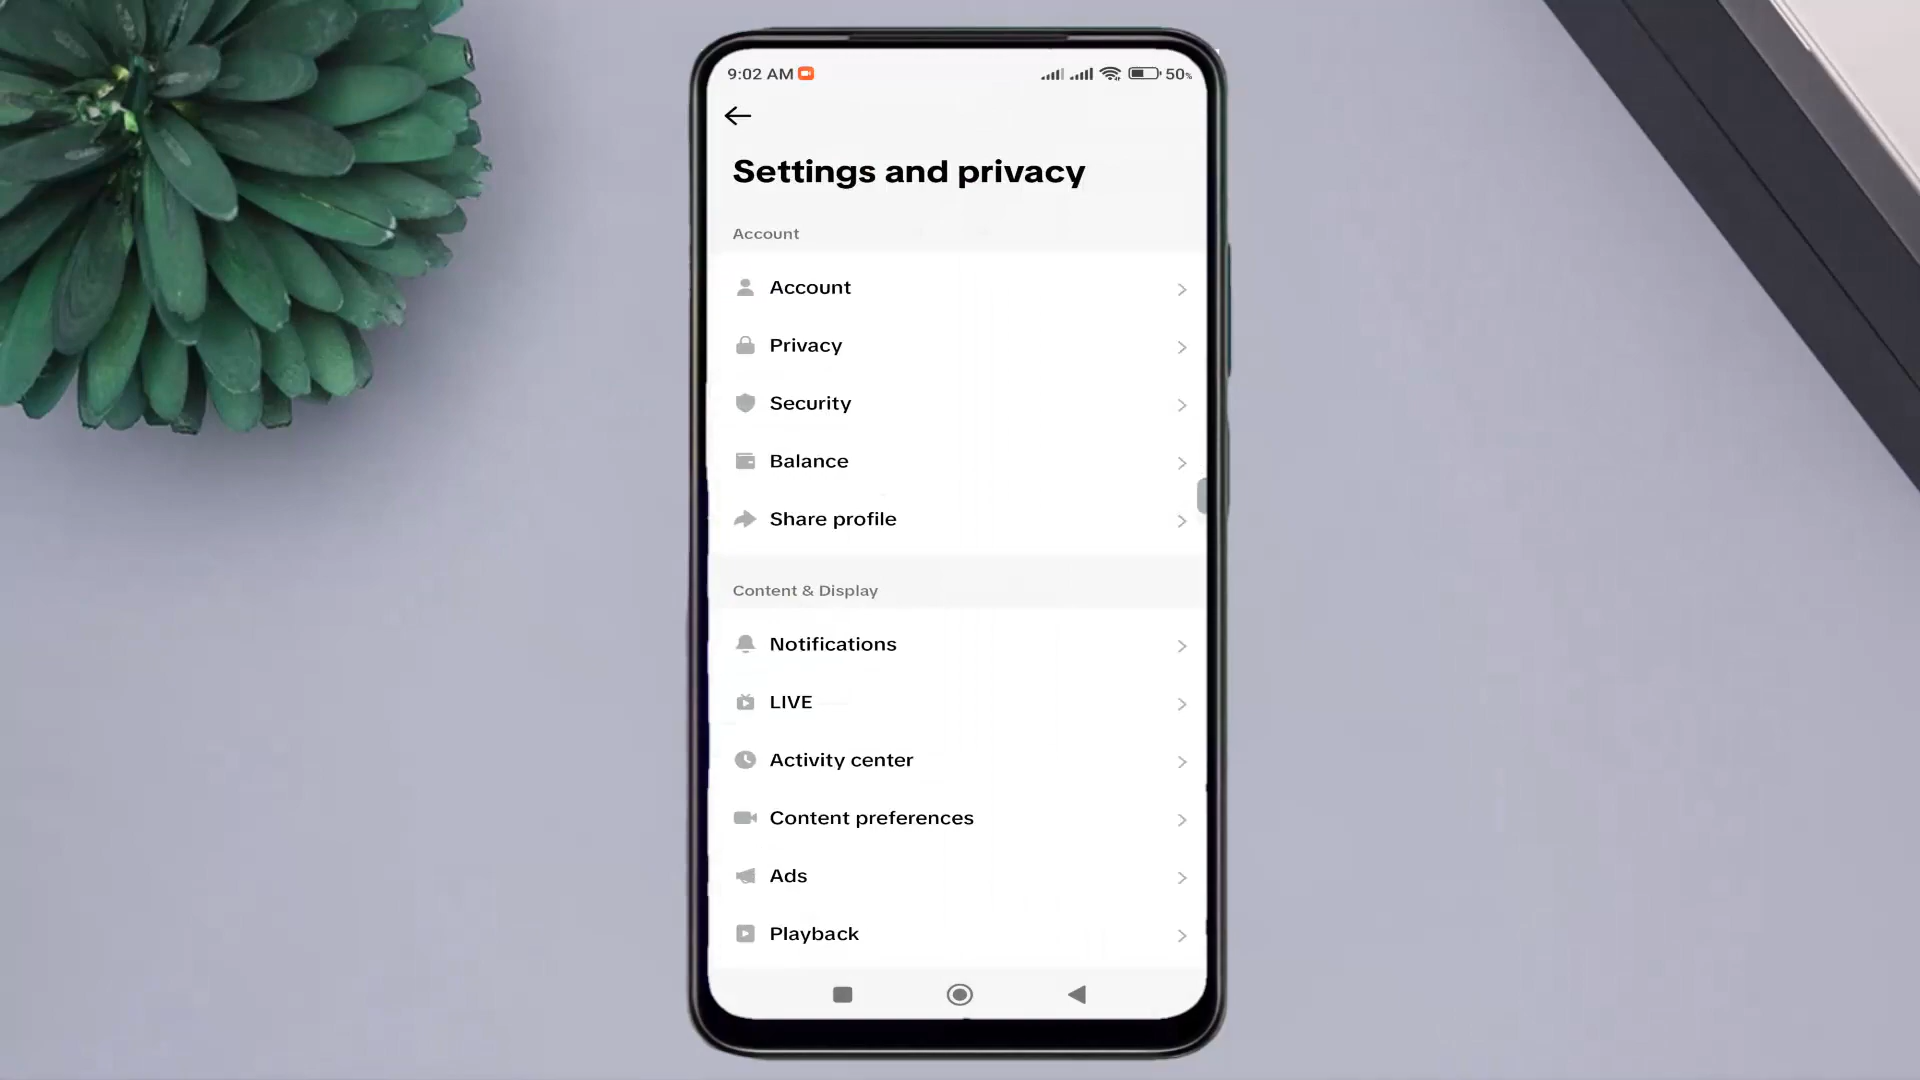 9:02 AM
50%
Settings and privacy
Account
Account
Privacy
Security
Balance
Share profile
Content & Display
Notifications
LIVE
Activity center
Content preferences
Ads
Playback